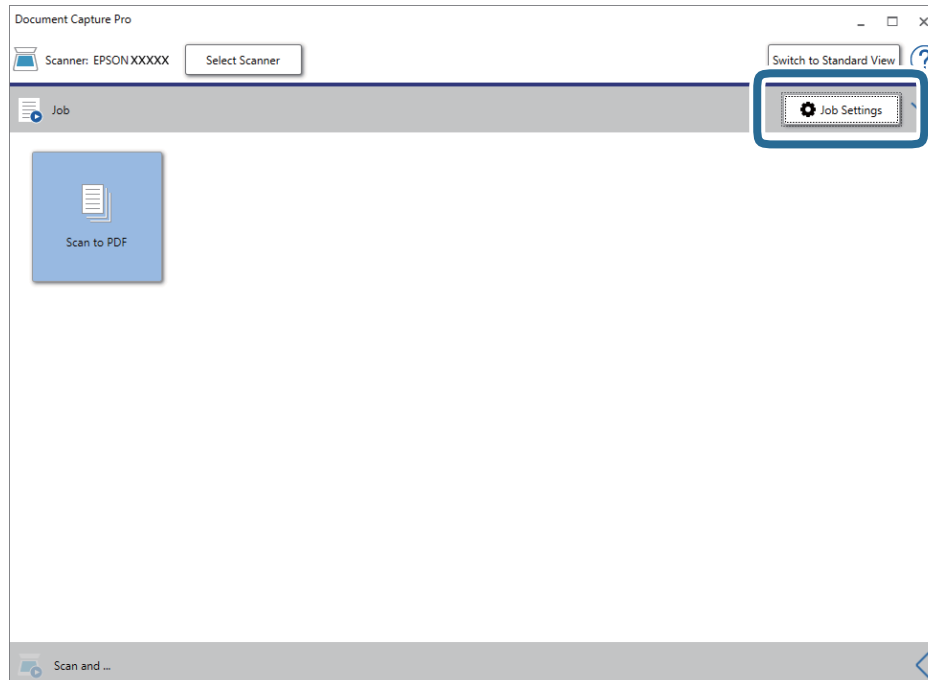 Document Capture Pro
Scanner: EPSON XXXXX
Select Scanner
Switch to Standard View
?
Job
Job Settings
Scan to PDF
Scan and ...